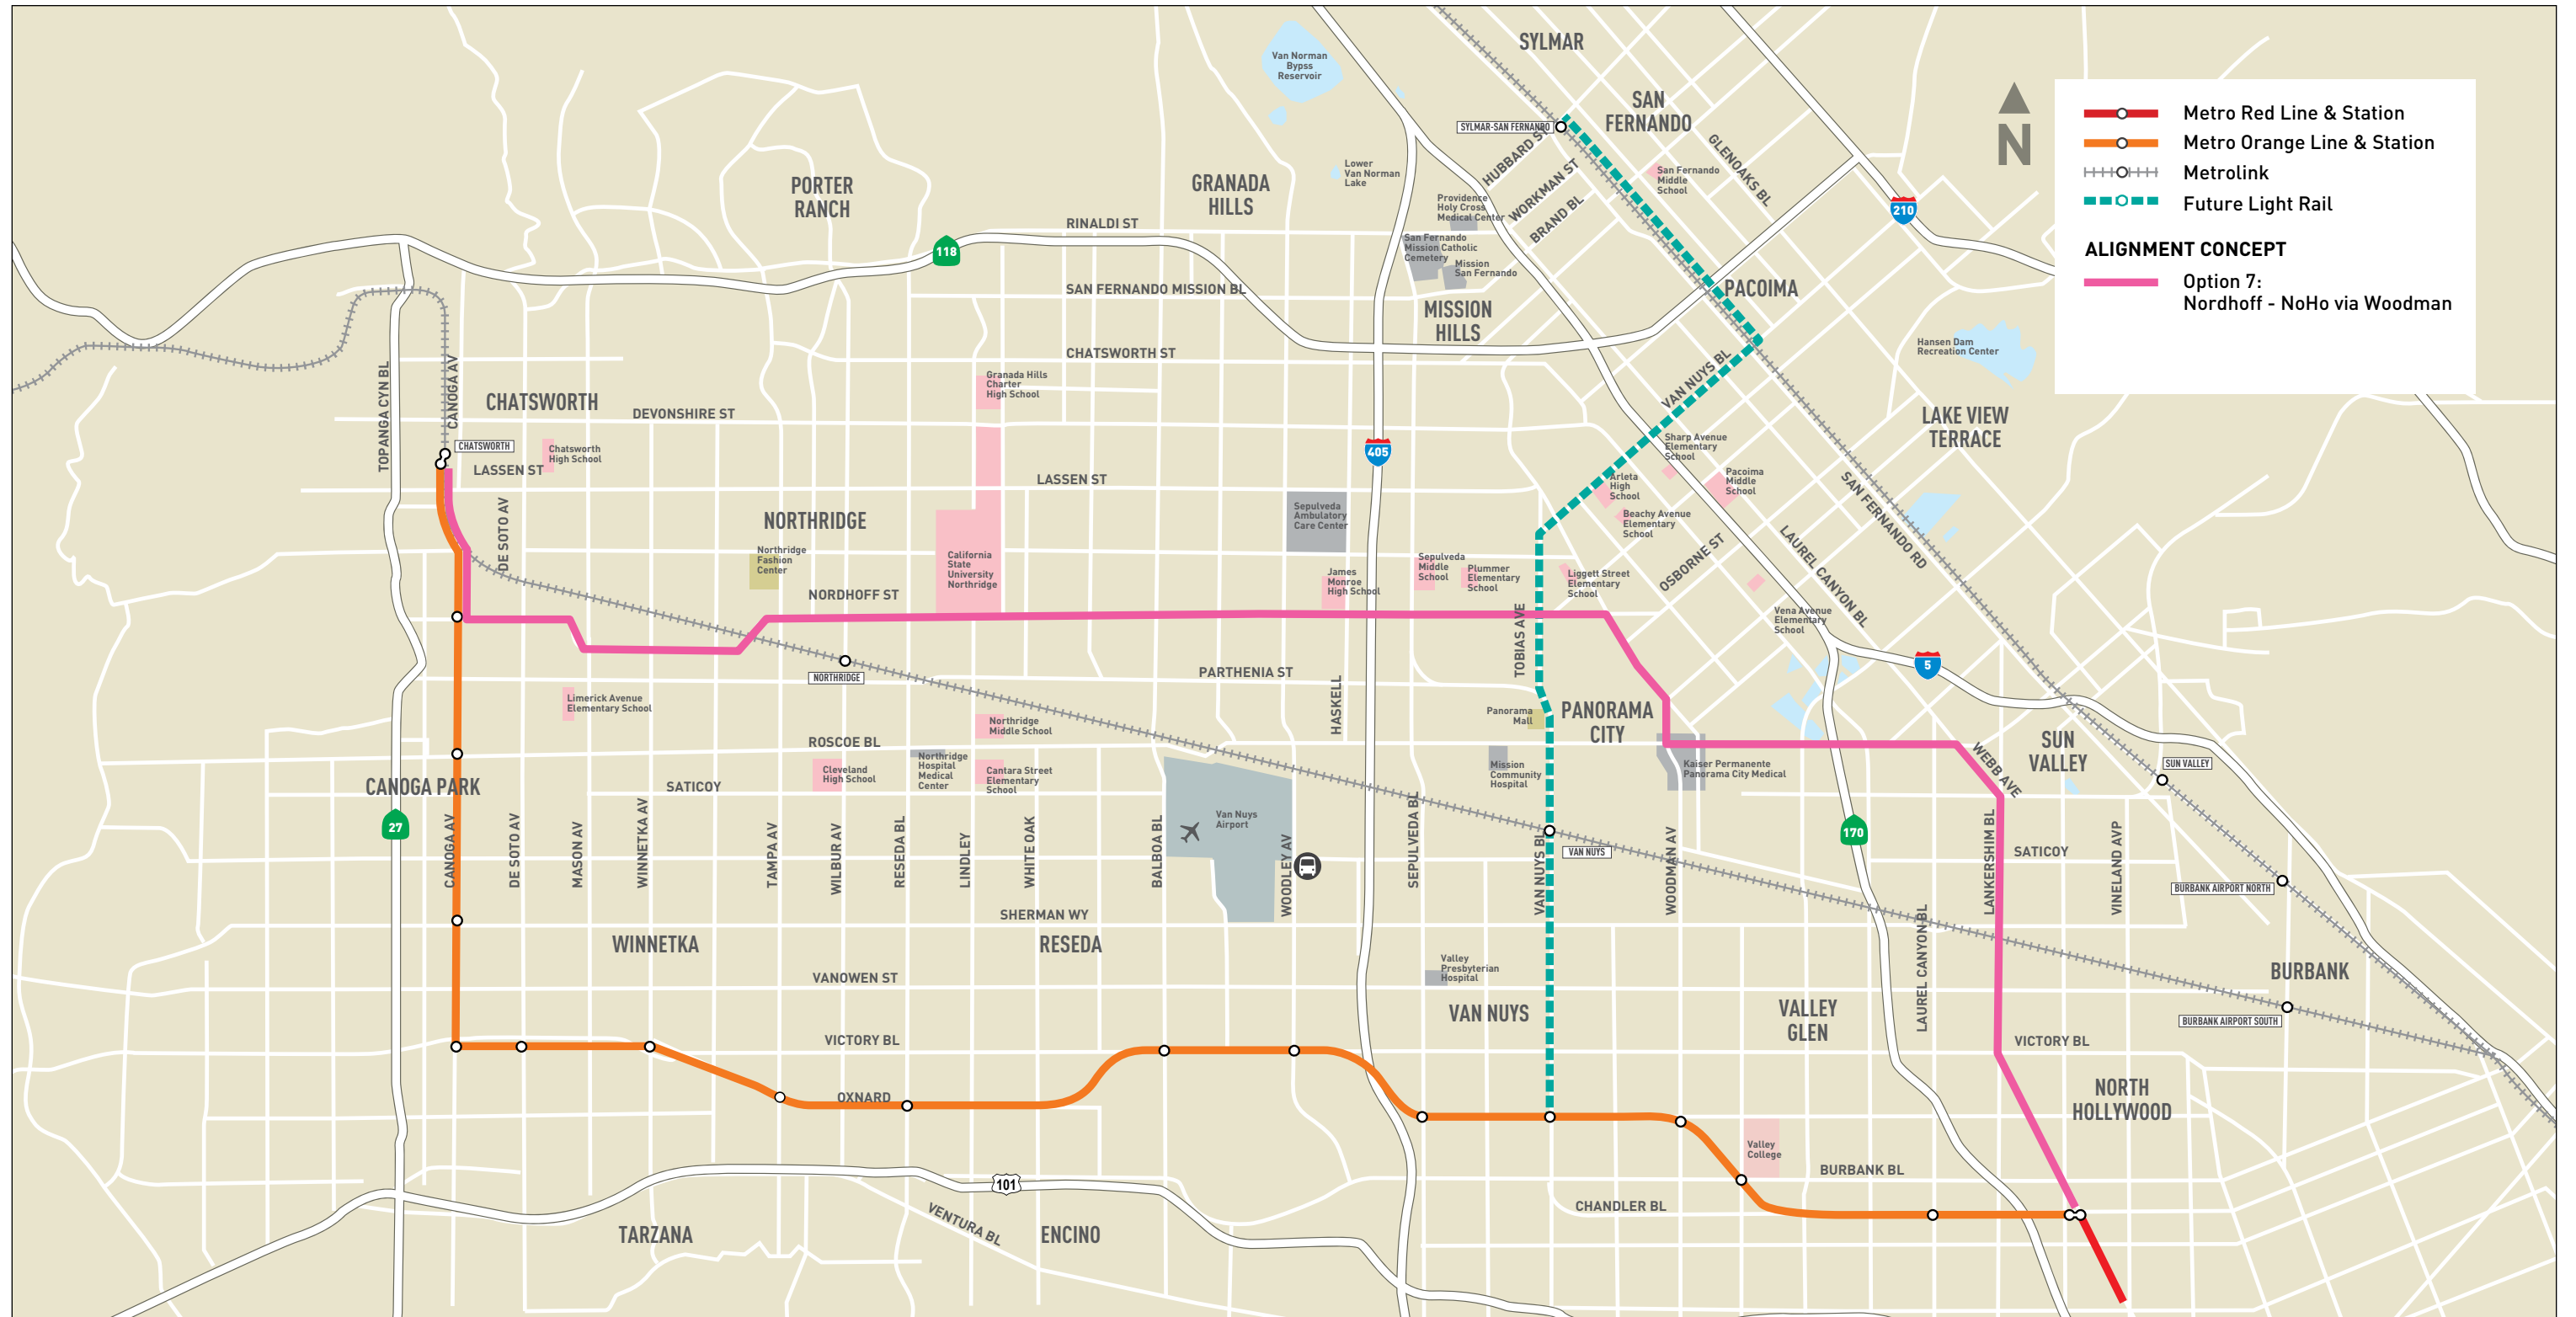 SYLMAR
SAN
FERNANDO
Van Norman
Bypss
Reservoir
SYLMAR-SAN FERNANDO
HUBBARD ST
WORKMAN ST
BRAND BL
GLENOAKS BL
San Fernando
Middle
School
N
Metro Red Line & Station
Metro Orange Line & Station
Metrolink
Future Light Rail
ALIGNMENT CONCEPT
Option 7:
Nordhoff - NoHo via Woodman
210
PORTER
RANCH
GRANADA
HILLS
Lower
Van Norman
Lake
Providence
Holy Cross
Medical Center
San Fernando
Mission Catholic
Cemetery
Mission
San Fernando
RINALDI ST
118
SAN FERNANDO MISSION BL
MISSION
HILLS
PACOIMA
Hansen Dam
Recreation Center
CHATSWORTH ST
VAN NUYS BL
TOPANGA CYN BL
CANOGA AV
CHATSWORTH
DEVONSHIRE ST
Granada Hills
Charter
High School
LAKE VIEW
TERRACE
CHATSWORTH
LASSEN ST
Chatsworth
High School
DE SOTO AV
LASSEN ST
405
Sharp Avenue
Elementary
School
Arleta
High
School
Pacoima
Middle
School
Beachy Avenue
Elementary
School
SAN FERNANDO RD
NORTHRIDGE
Sepulveda
Ambulatory
Care Center
Northridge
Fashion
Center
California
State
University
Northridge
NORDHOFF ST
James
Monroe
High School
Sepulveda
Middle
School
Plummer
Elementary
School
Liggett Street
Elementary
School
OSBORNE ST
LAUREL CANYON BL
Vena Avenue
Elementary
School
TOBIAS AVE
5
NORTHRIDGE
PARTHENIA ST
HASKELL
Limerick Avenue
Elementary School
Northridge
Middle School
Panorama
Mall
PANORAMA
CITY
ROSCOE BL
Cleveland
High School
Northridge
Hospital
Medical
Center
Cantara Street
Elementary
School
Mission
Community
Hospital
Kaiser Permanente
Panorama City Medical
WEBB AVE
SUN
VALLEY
SUN VALLEY
CANOGA PARK
SATICOY
27
Van Nuys
Airport
CANOGA AV
DE SOTO AV
MASON AV
WINNETKA AV
TAMPA AV
WILBUR AV
RESEDA BL
LINDLEY
WHITE OAK
BALBOA BL
WOODLEY AV
SEPULVEDA BL
VAN NUYS BL
VAN NUYS
WOODMAN AV
170
LAUREL CANYON BL
LANKERSHIM BL
SATICOY
VINELAND AVP
BURBANK AIRPORT NORTH
SHERMAN WY
WINNETKA
RESEDA
VANOWEN ST
Valley
Presbyterian
Hospital
VAN NUYS
VALLEY
GLEN
BURBANK
BURBANK AIRPORT SOUTH
VICTORY BL
VICTORY BL
OXNARD
NORTH
HOLLYWOOD
Valley
College
BURBANK BL
101
CHANDLER BL
TARZANA
VENTURA BL
ENCINO